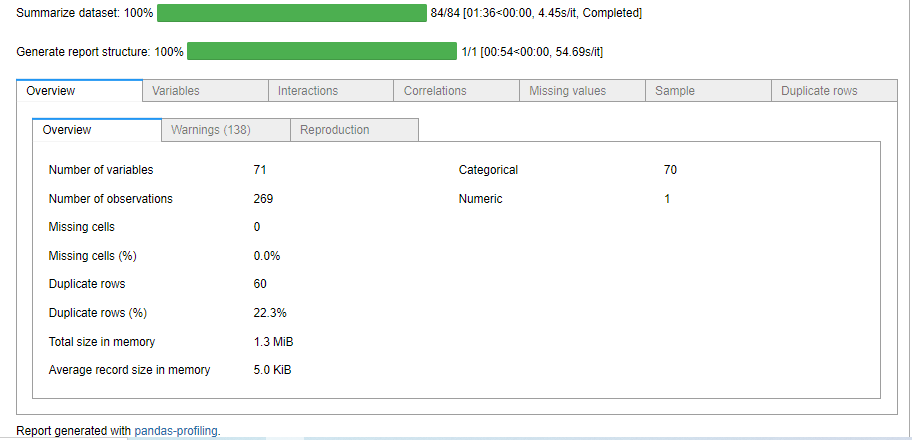 Summarize dataset: 100% 84/84 [01:36<00:00, 4.45s/it, Completed]
Generate report structure: 100% 1/1 [00:54<00:00, 54.69s/it]
Overview Variables Interactions Correlations Missing values Sample Duplicate rows
Overview Warnings (138) Reproduction
Number of variables 71 Categorical 70
Number of observations 269 Numeric 1
Missing cells 0
Missing cells (%) 0.0%
Duplicate rows 60
Duplicate rows (%) 22.3%
Total size in memory 1.3 MiB
Average record size in memory 5.0 KiB
Report generated with pandas-profiling.